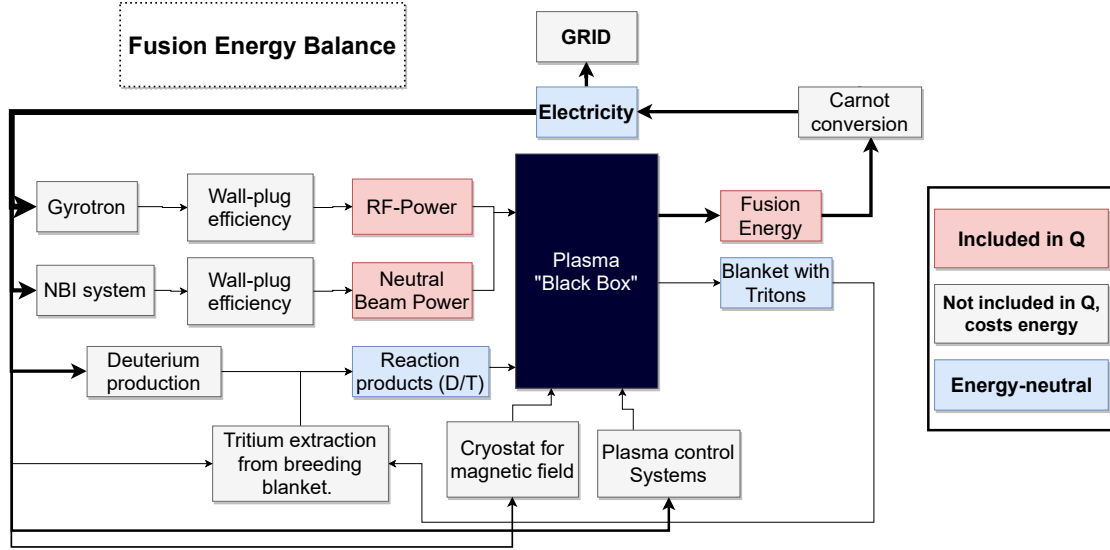 Fusion Energy Balance
GRID
Electricity
Carnot
conversion
Gyrotron
Wall-plug
efficiency
RF-Power
Plasma
"Black Box"
Fusion
Energy
NBI system
Wall-plug
efficiency
Neutral
Beam Power
Blanket with
Tritons
Deuterium
production
Reaction
products (D/T)
Tritium extraction
from breeding
blanket.
Cryostat for
magnetic field
Plasma control
Systems
Included in Q
Not included in Q,
costs energy
Energy-neutral